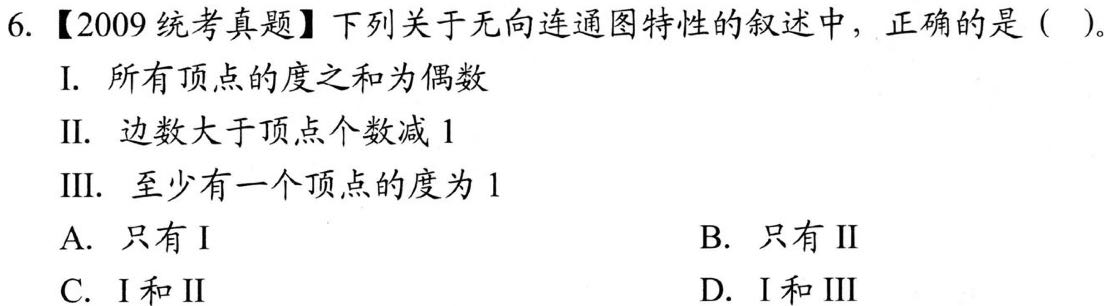 6. 【2009 统考真题】下列关于无向连通图特性的叙述中，正确的是（ ）。
I. 所有顶点的度之和为偶数
II. 边数大于顶点个数减 1
III. 至少有一个顶点的度为 1
A. 只有 I
B. 只有 II
C. I 和 II
D. I 和 III